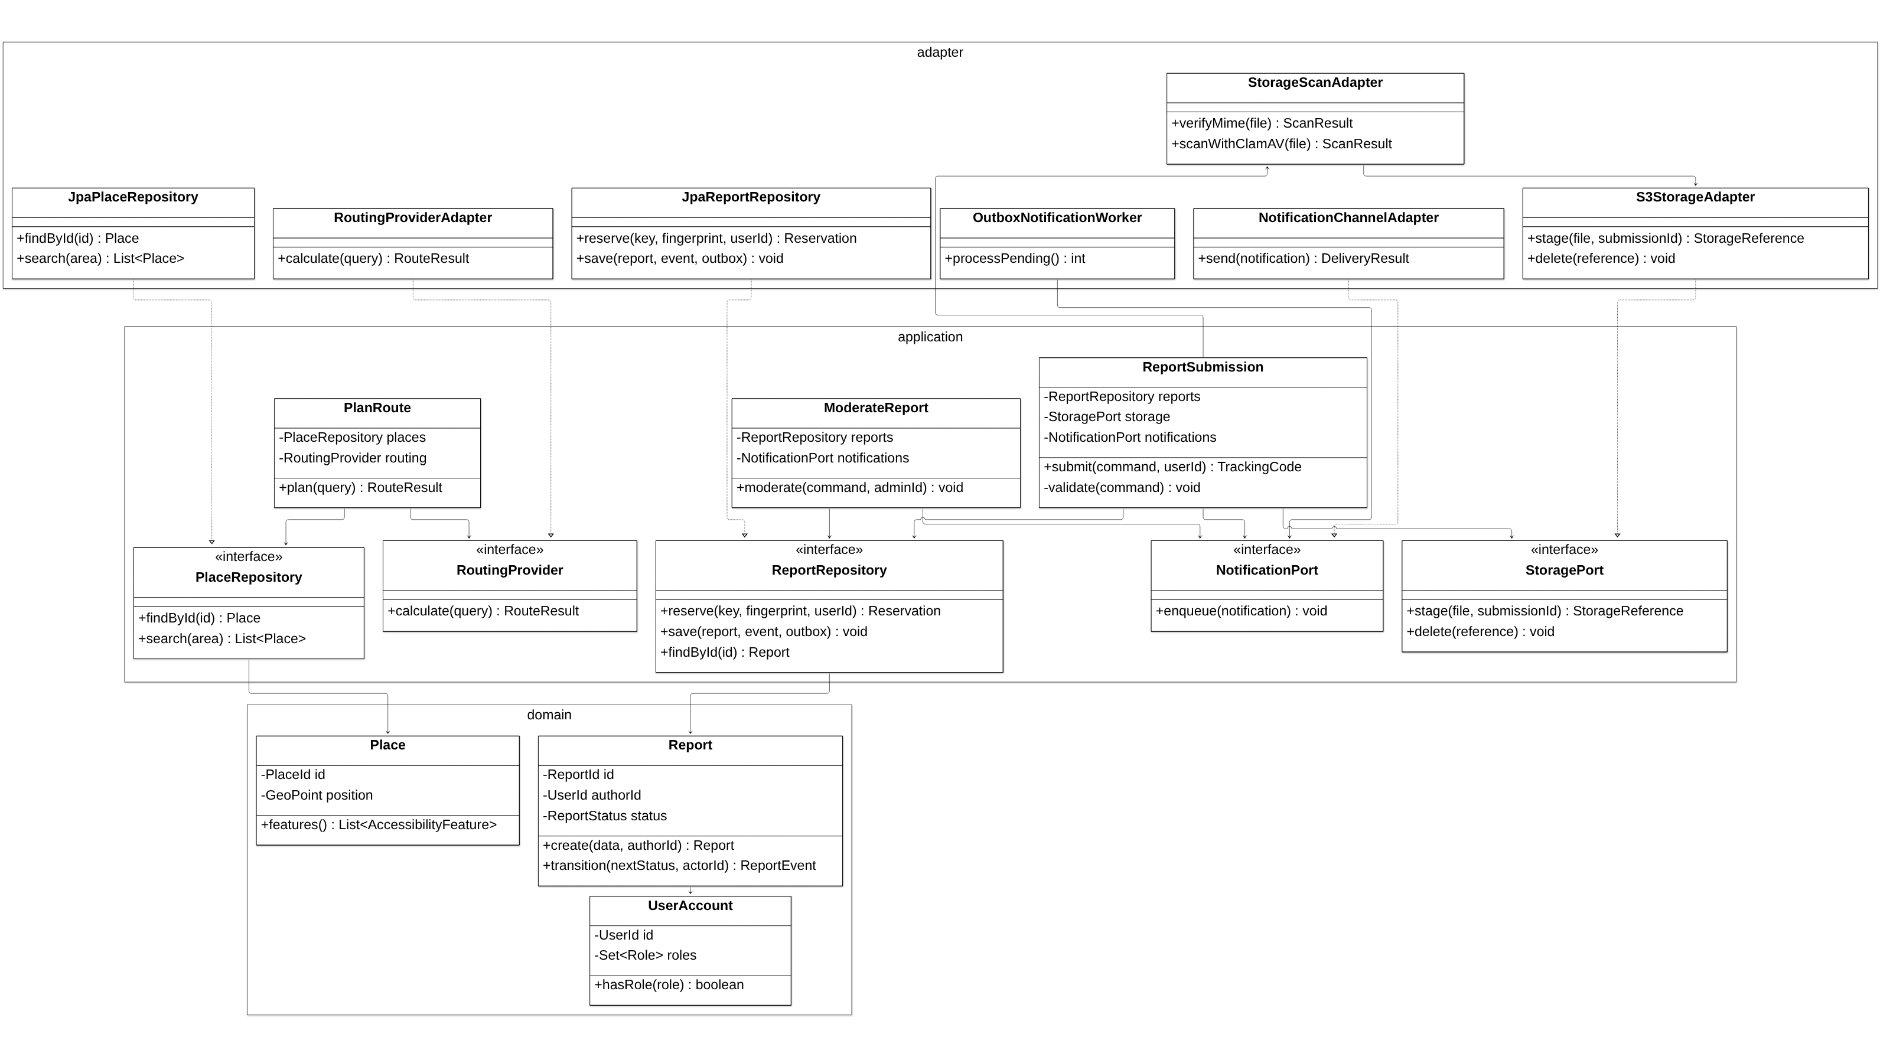 adapter
StorageScanAdapter
+verifyMime(file) : ScanResult
+scanWithClamAV(file) : ScanResult
JpaPlaceRepository
+findById(id) : Place
+search(area) : List<Place>
RoutingProviderAdapter
+calculate(query) : RouteResult
JpaReportRepository
+reserve(key, fingerprint, userId) : Reservation
+save(report, event, outbox) : void
OutboxNotificationWorker
+processPending() : int
NotificationChannelAdapter
+send(notification) : DeliveryResult
S3StorageAdapter
+stage(file, submissionId) : StorageReference
+delete(reference) : void
application
PlanRoute
-PlaceRepository places
-RoutingProvider routing
+plan(query) : RouteResult
ModerateReport
-ReportRepository reports
-NotificationPort notifications
+moderate(command, adminId) : void
ReportSubmission
-ReportRepository reports
-StoragePort storage
-NotificationPort notifications
+submit(command, userId) : TrackingCode
-validate(command) : void
«interface»
PlaceRepository
+findById(id) : Place
+search(area) : List<Place>
«interface»
RoutingProvider
+calculate(query) : RouteResult
«interface»
ReportRepository
+reserve(key, fingerprint, userId) : Reservation
+save(report, event, outbox) : void
+findById(id) : Report
«interface»
NotificationPort
+enqueue(notification) : void
«interface»
StoragePort
+stage(file, submissionId) : StorageReference
+delete(reference) : void
domain
Place
-PlaceId id
-GeoPoint position
+features() : List<AccessibilityFeature>
Report
-ReportId id
-UserId authorId
-ReportStatus status
+create(data, authorId) : Report
+transition(nextStatus, actorId) : ReportEvent
UserAccount
-UserId id
-Set<Role> roles
+hasRole(role) : boolean